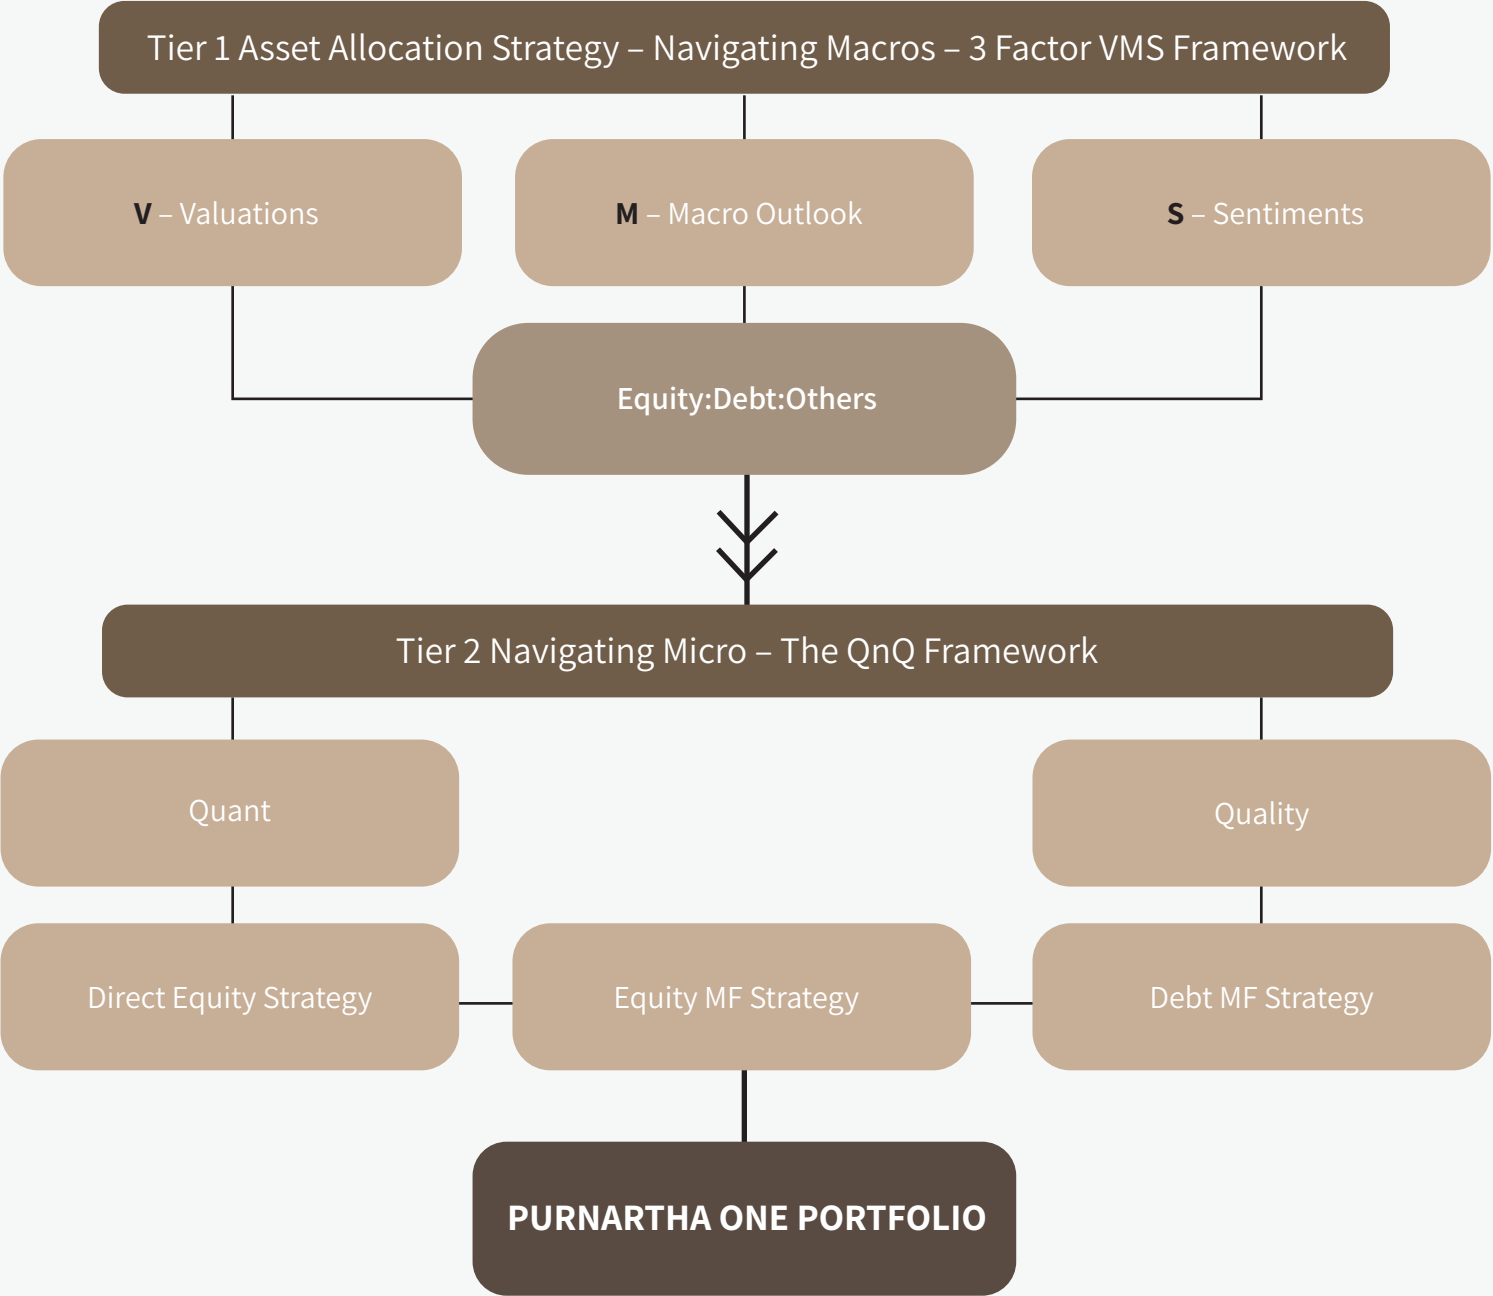 Tier 1 Asset Allocation Strategy – Navigating Macros – 3 Factor VMS Framework
V – Valuations
M – Macro Outlook
S – Sentiments
Equity:Debt:Others
Tier 2 Navigating Micro – The QnQ Framework
Quant
Quality
Direct Equity Strategy
Equity MF Strategy
Debt MF Strategy
PURNARTHA ONE PORTFOLIO